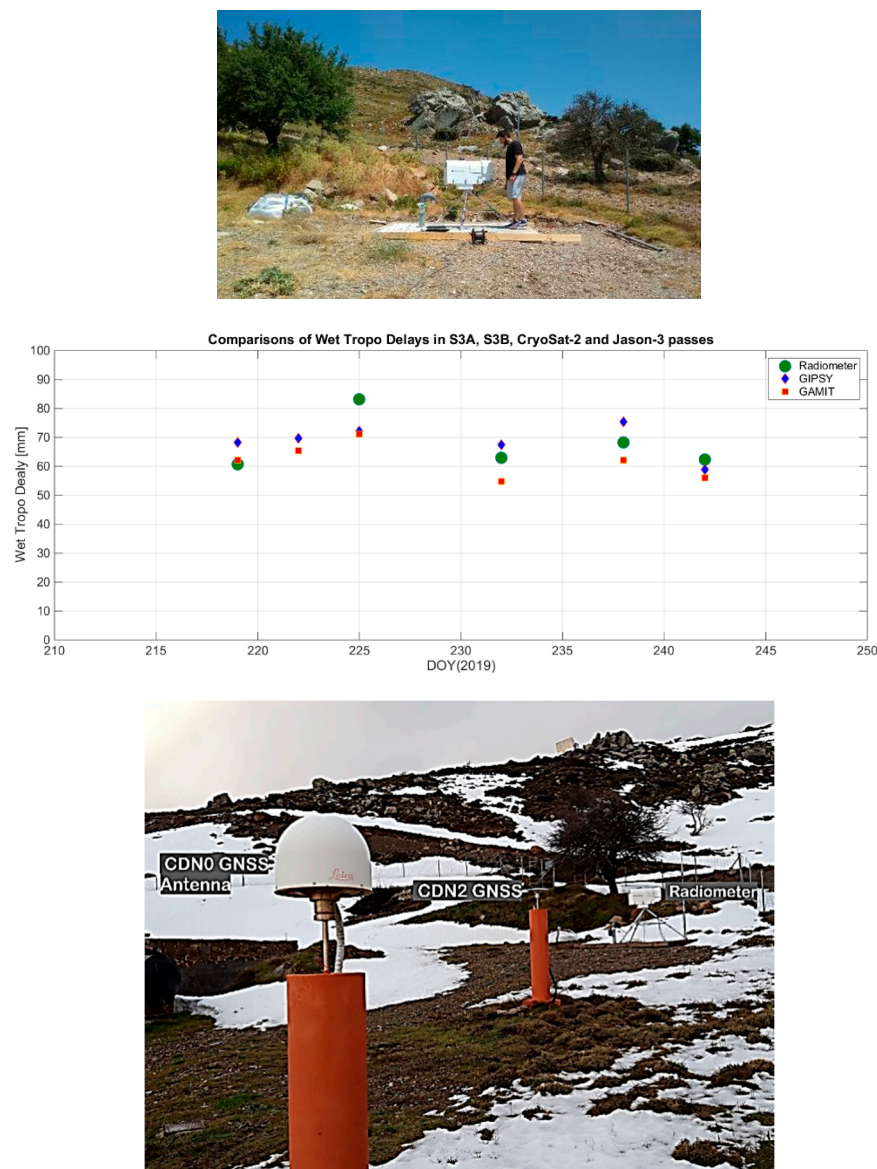 Comparisons of Wet Tropo Delays in S3A, S3B, CryoSat-2 and Jason-3 passes
Wet Tropo Dealy [mm]
100
90
80
70
60
50
40
30
20
10
0
Radiometer
GIPSY
GAMIT
210 215 220 225 230 235 240 245 250
DOY(2019)
CDN0 GNSS
Antenna
Leica
CDN2 GNSS
Radiometer